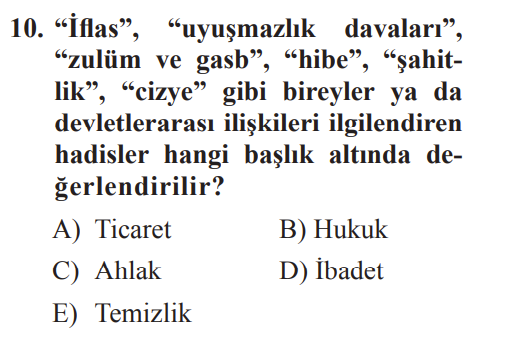 10. “İflas”, “uyuşmazlık davaları”,
“zulüm ve gasb”, “hibe”, “şahit-
lik”, “cizye” gibi bireyler ya da
devletlerarası ilişkileri ilgilendiren
hadisler hangi başlık altında de-
ğerlendirilir?
A) Ticaret B) Hukuk
C) Ahlak D) İbadet
E) Temizlik